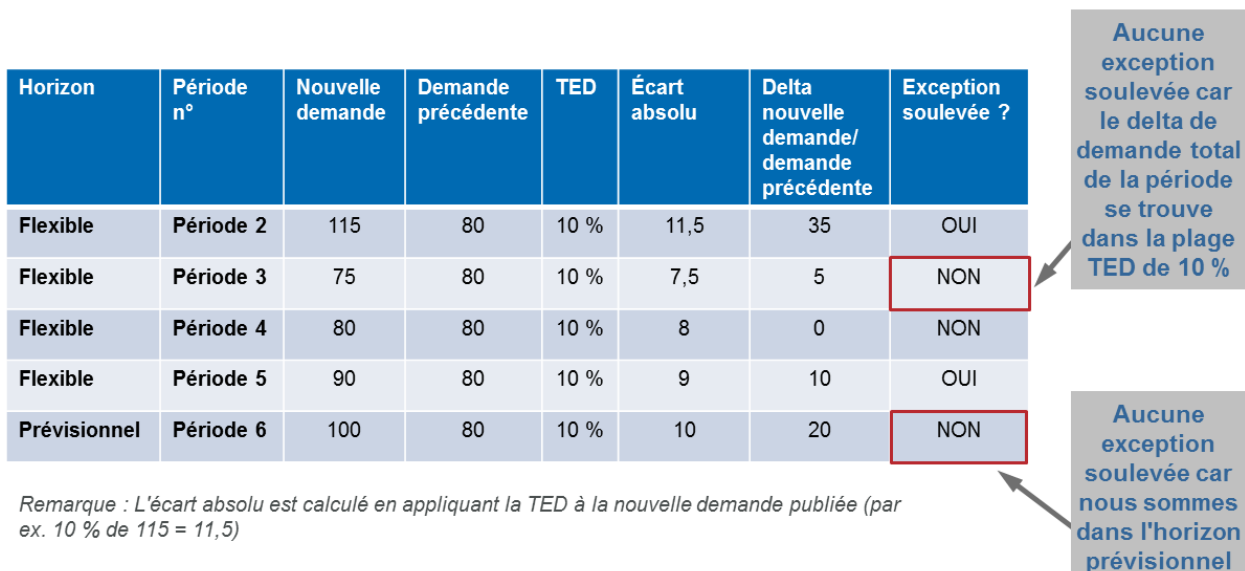 Horizon
Période
n°
Nouvelle
demande
Demande
précédente
TED
Écart
absolu
Delta
nouvelle
demande/
demande
précédente
Exception
soulevée ?
Flexible Période 2 115 80 10 % 11,5 35 OUI
Flexible Période 3 75 80 10 % 7,5 5 NON
Flexible Période 4 80 80 10 % 8 0 NON
Flexible Période 5 90 80 10 % 9 10 OUI
Prévisionnel Période 6 100 80 10 % 10 20 NON
Aucune
exception
soulevée car
le delta de
demande total
de la période
se trouve
dans la plage
TED de 10 %
Aucune
exception
soulevée car
nous sommes
dans l'horizon
prévisionnel
Remarque : L'écart absolu est calculé en appliquant la TED à la nouvelle demande publiée (par
ex. 10 % de 115 = 11,5)